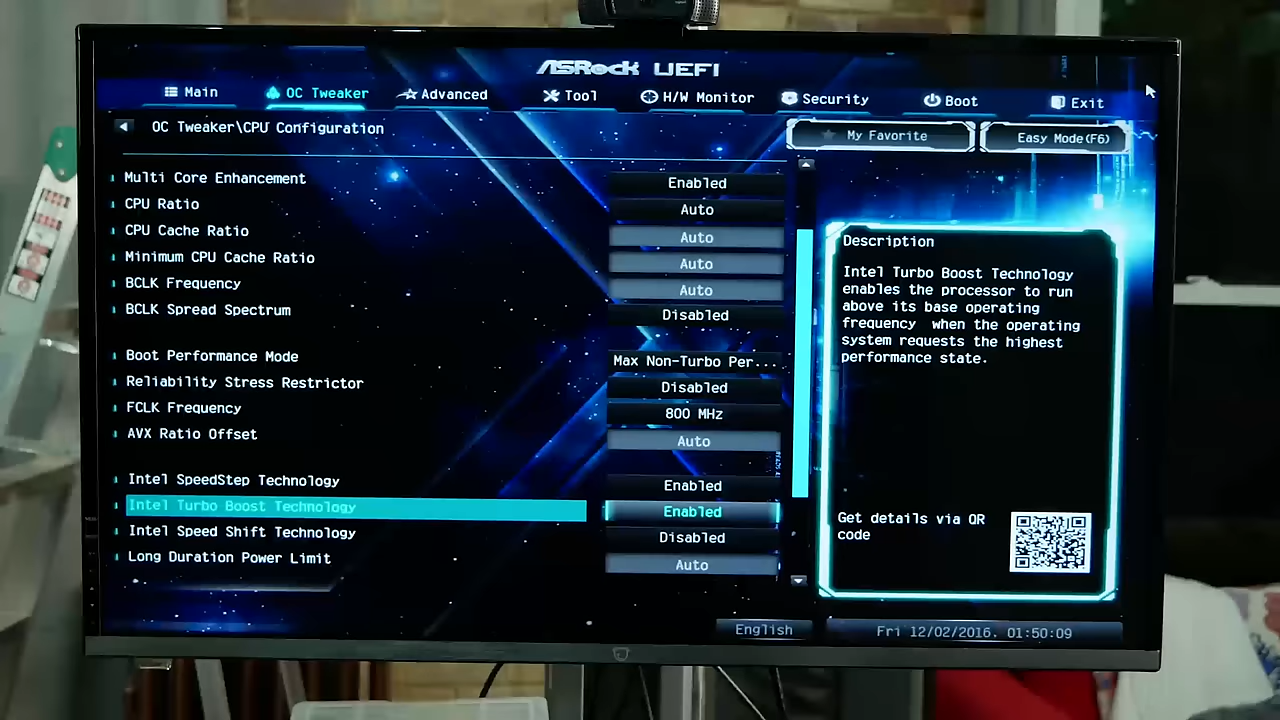 ASRock UEFI
Main OC Tweaker Advanced Tool H/W Monitor Security Boot Exit
OC Tweaker\CPU Configuration
My Favorite Easy Mode(F6)
Multi Core Enhancement Enabled
CPU Ratio Auto
CPU Cache Ratio Auto
Minimum CPU Cache Ratio Auto
BCLK Frequency Auto
BCLK Spread Spectrum Disabled
Boot Performance Mode Max Non-Turbo Per...
Reliability Stress Restrictor Disabled
FCLK Frequency 800 MHz
AVX Ratio Offset Auto
Intel SpeedStep Technology Enabled
Intel Turbo Boost Technology Enabled
Intel Speed Shift Technology Disabled
Long Duration Power Limit Auto
Description
Intel Turbo Boost Technology
enables the processor to run
above its base operating
frequency when the operating
system requests the highest
performance state.
Get details via QR
code
English
Fri 12/02/2016. 01:50:09